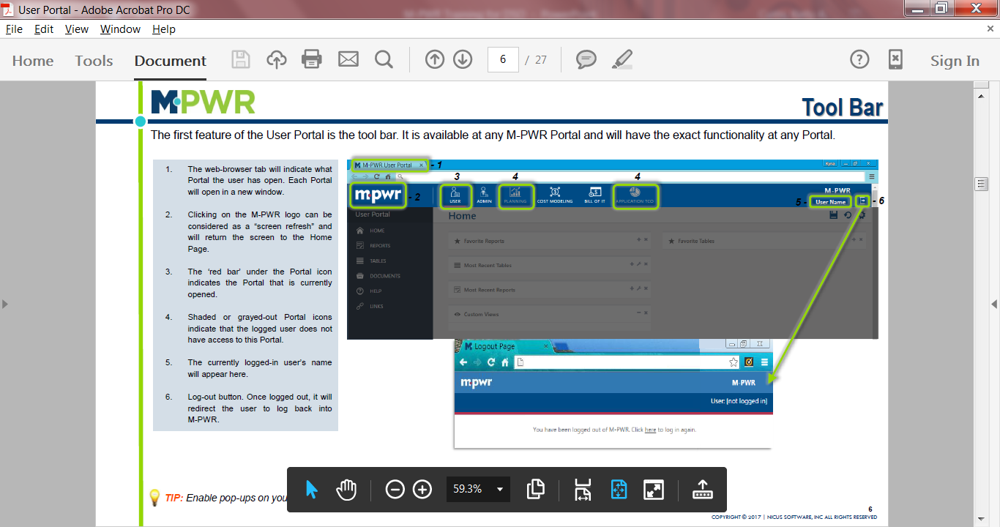 User Portal - Adobe Acrobat Pro DC
File Edit View Window Help
Home Tools Document 6 / 27 Sign In
M-PWR
Tool Bar
The first feature of the User Portal is the tool bar. It is available at any M-PWR Portal and will have the exact functionality at any Portal.
1. The web-browser tab will indicate what
Portal the user has open. Each Portal
will open in a new window.
2. Clicking on the M-PWR logo can be
considered as a “screen refresh” and
will return the screen to the Home
Page.
3. The ‘red bar’ under the Portal icon
indicates the Portal that is currently
opened.
4. Shaded or grayed-out Portal icons
indicate that the logged user does not
have access to this Portal.
5. The currently logged-in user's name
will appear here.
6. Log-out button. Once logged out, it will
redirect the user to log back into
M-PWR.
M-PWR User Portal - 1
Kyna
3 4 4
mpwr - 2
USER ADMIN PLANNING COST MODELING BILL OF IT APPLICATION TCO
M-PWR
5 - User Name - 6
User Portal
HOME
REPORTS
TABLES
DOCUMENTS
HELP
LINKS
Home
Favorite Reports
Favorite Tables
Most Recent Tables
Most Recent Reports
Custom Views
Logout Page
mpwr M-PWR
User: [not logged in]
You have been logged out of M-PWR. Click here to log in again.
TIP: Enable pop-ups on you
59.3%
6
COPYRIGHT © 2017 | NICUS SOFTWARE, INC ALL RIGHTS RESERVED